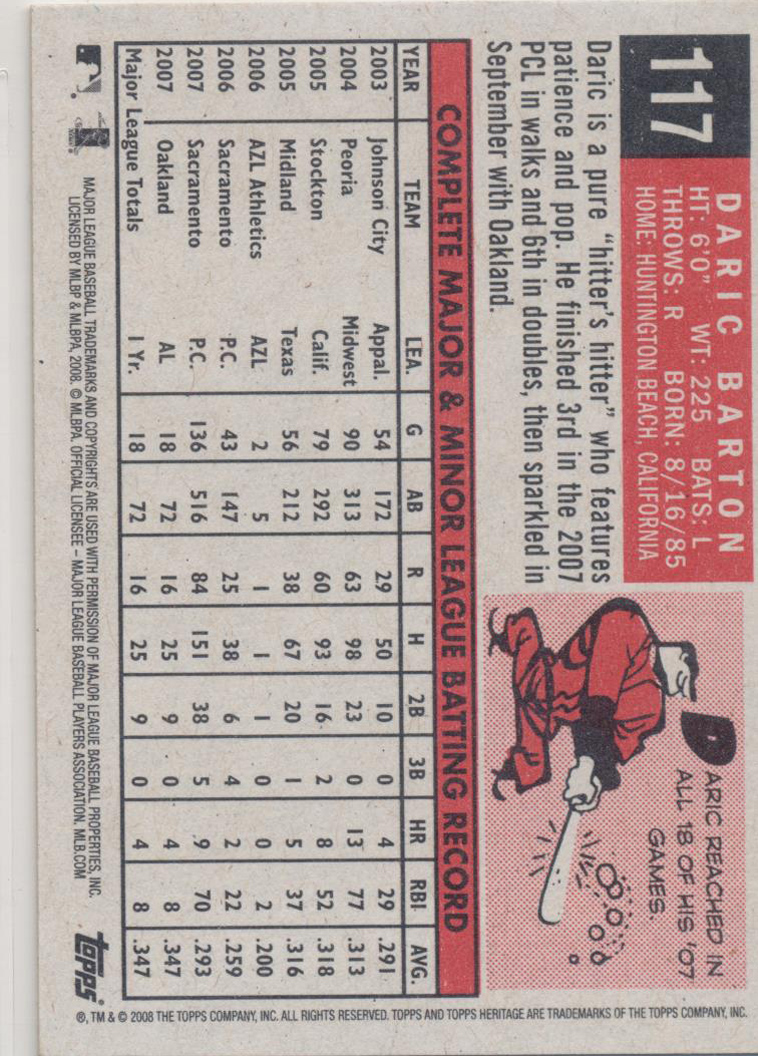 117
DARIC BARTON
HT: 6'0" WT: 225 BATS: L
THROWS: R BORN: 8/16/85
HOME: HUNTINGTON BEACH, CALIFORNIA
Daric is a pure "hitter's hitter" who features
patience and pop. He finished 3rd in the 2007
PCL in walks and 6th in doubles, then sparkled in
September with Oakland.
DARIC REACHED IN
ALL 18 OF HIS '07
GAMES.
COMPLETE MAJOR & MINOR LEAGUE BATTING RECORD
YEAR TEAM LEA. G AB R H 2B 3B HR RBI AVG.
2003 Johnson City Appal. 54 172 29 50 10 0 4 29 .291
2004 Peoria Midwest 90 313 63 98 23 0 13 77 .313
2005 Stockton Calif. 79 292 60 93 16 2 8 52 .318
2005 Midland Texas 56 212 38 67 20 1 5 37 .316
2006 AZL Athletics AZL 2 5 1 1 1 0 0 2 .200
2006 Sacramento P.C. 43 147 25 38 6 4 2 22 .259
2007 Sacramento P.C. 136 516 84 151 38 5 9 70 .293
2007 Oakland AL 18 72 16 25 9 0 4 8 .347
Major League Totals 1 Yr. 18 72 16 25 9 0 4 8 .347
MAJOR LEAGUE BASEBALL TRADEMARKS AND COPYRIGHTS ARE USED WITH PERMISSION OF MAJOR LEAGUE BASEBALL PROPERTIES, INC.
LICENSED BY MLBP & MLBPA, 2008. © MLBPA. OFFICIAL LICENSEE – MAJOR LEAGUE BASEBALL PLAYERS ASSOCIATION. MLB.COM
topps
®, TM & © 2008 THE TOPPS COMPANY, INC. ALL RIGHTS RESERVED. TOPPS AND TOPPS HERITAGE ARE TRADEMARKS OF THE TOPPS COMPANY, INC.